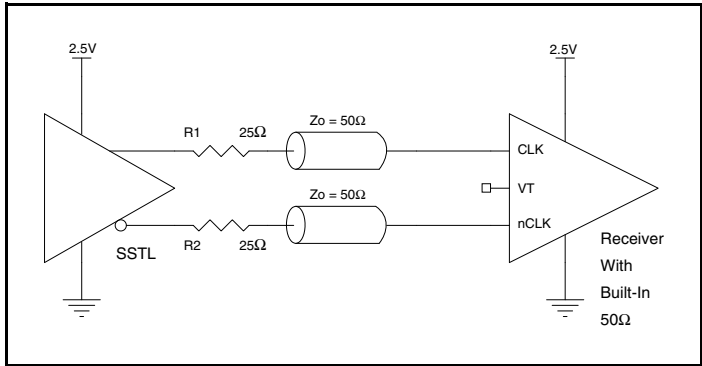 2.5V
2.5V
R1
25Ω
Zo = 50Ω
CLK
VT
Zo = 50Ω
nCLK
R2
25Ω
SSTL
Receiver
With
Built-In
50Ω